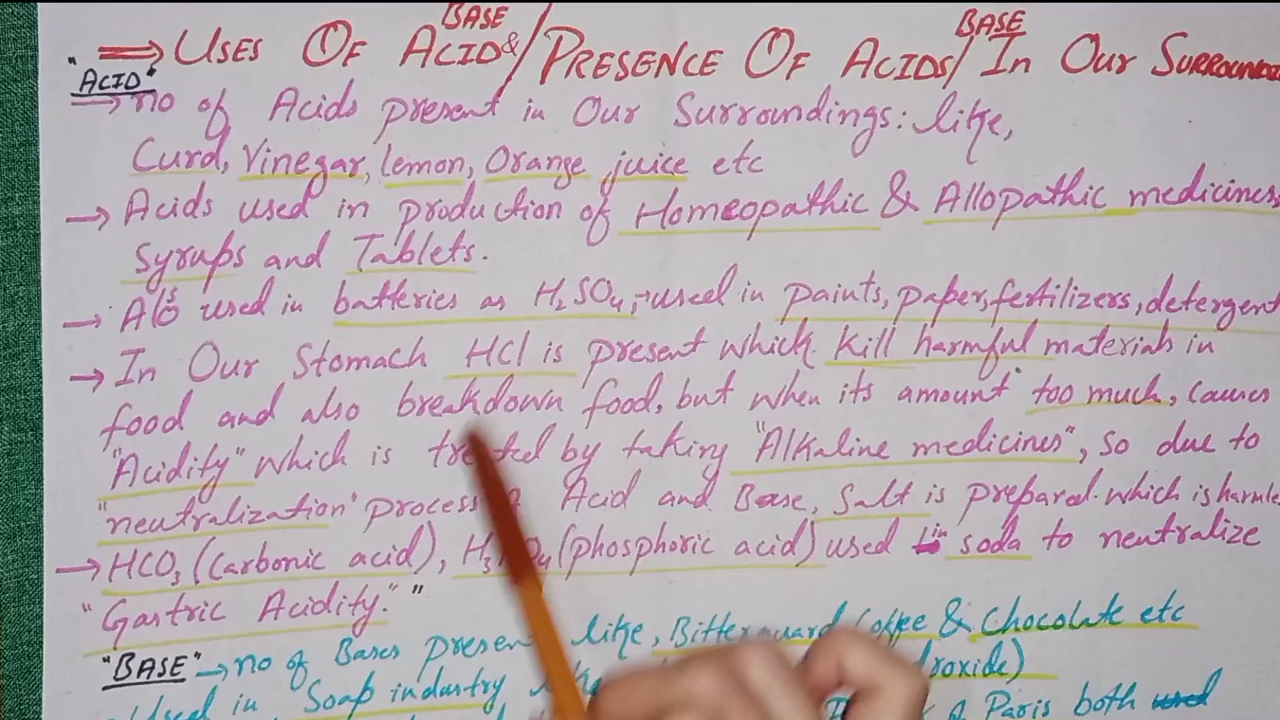 BASE BASE
⇒ USES OF ACID & / PRESENCE OF ACIDS / In Our
"ACID"
→ no of Acids present in Our Surroundings: like,
Curd, Vinegar, lemon, Orange juice etc
→ Acids used in production of Homeopathic & Allopathic medicines,
Syrups and Tablets.
→ used in batteries as H₂SO₄, used in paints, paper, fertilizers, detergent
→ In Our Stomach HCl is present which kill harmful materials in
food and also breakdown food, but when its amount too much, causes
"Acidity" which is treated by taking "Alkaline medicines", So due to
"neutralization" process Acid and Base, Salt is prepared which is
→ HCO₃ (Carbonic acid), (phosphoric acid) used in soda to neutralize
"Gastric Acidity.""
"BASE" → no of Bases present like, Coffee & Chocolate etc
Used in Soap industry Paris both used